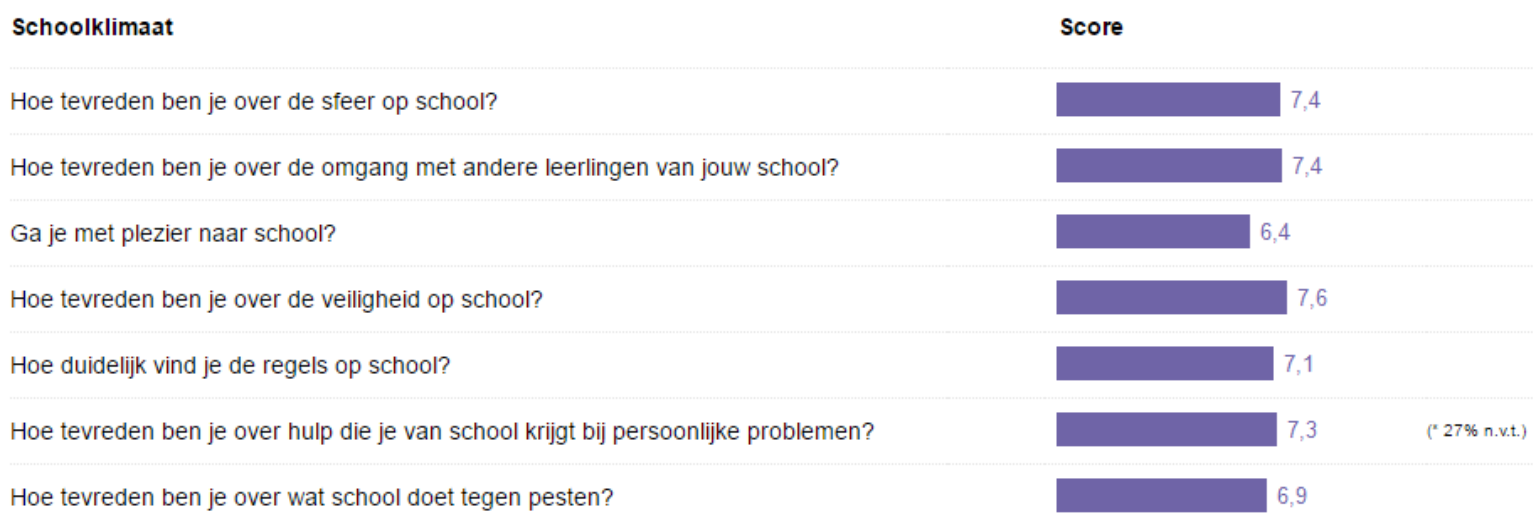 Schoolklimaat Score
Hoe tevreden ben je over de sfeer op school? 7,4
Hoe tevreden ben je over de omgang met andere leerlingen van jouw school? 7,4
Ga je met plezier naar school? 6,4
Hoe tevreden ben je over de veiligheid op school? 7,6
Hoe duidelijk vind je de regels op school? 7,1
Hoe tevreden ben je over hulp die je van school krijgt bij persoonlijke problemen? 7,3 (* 27% n.v.t.)
Hoe tevreden ben je over wat school doet tegen pesten? 6,9